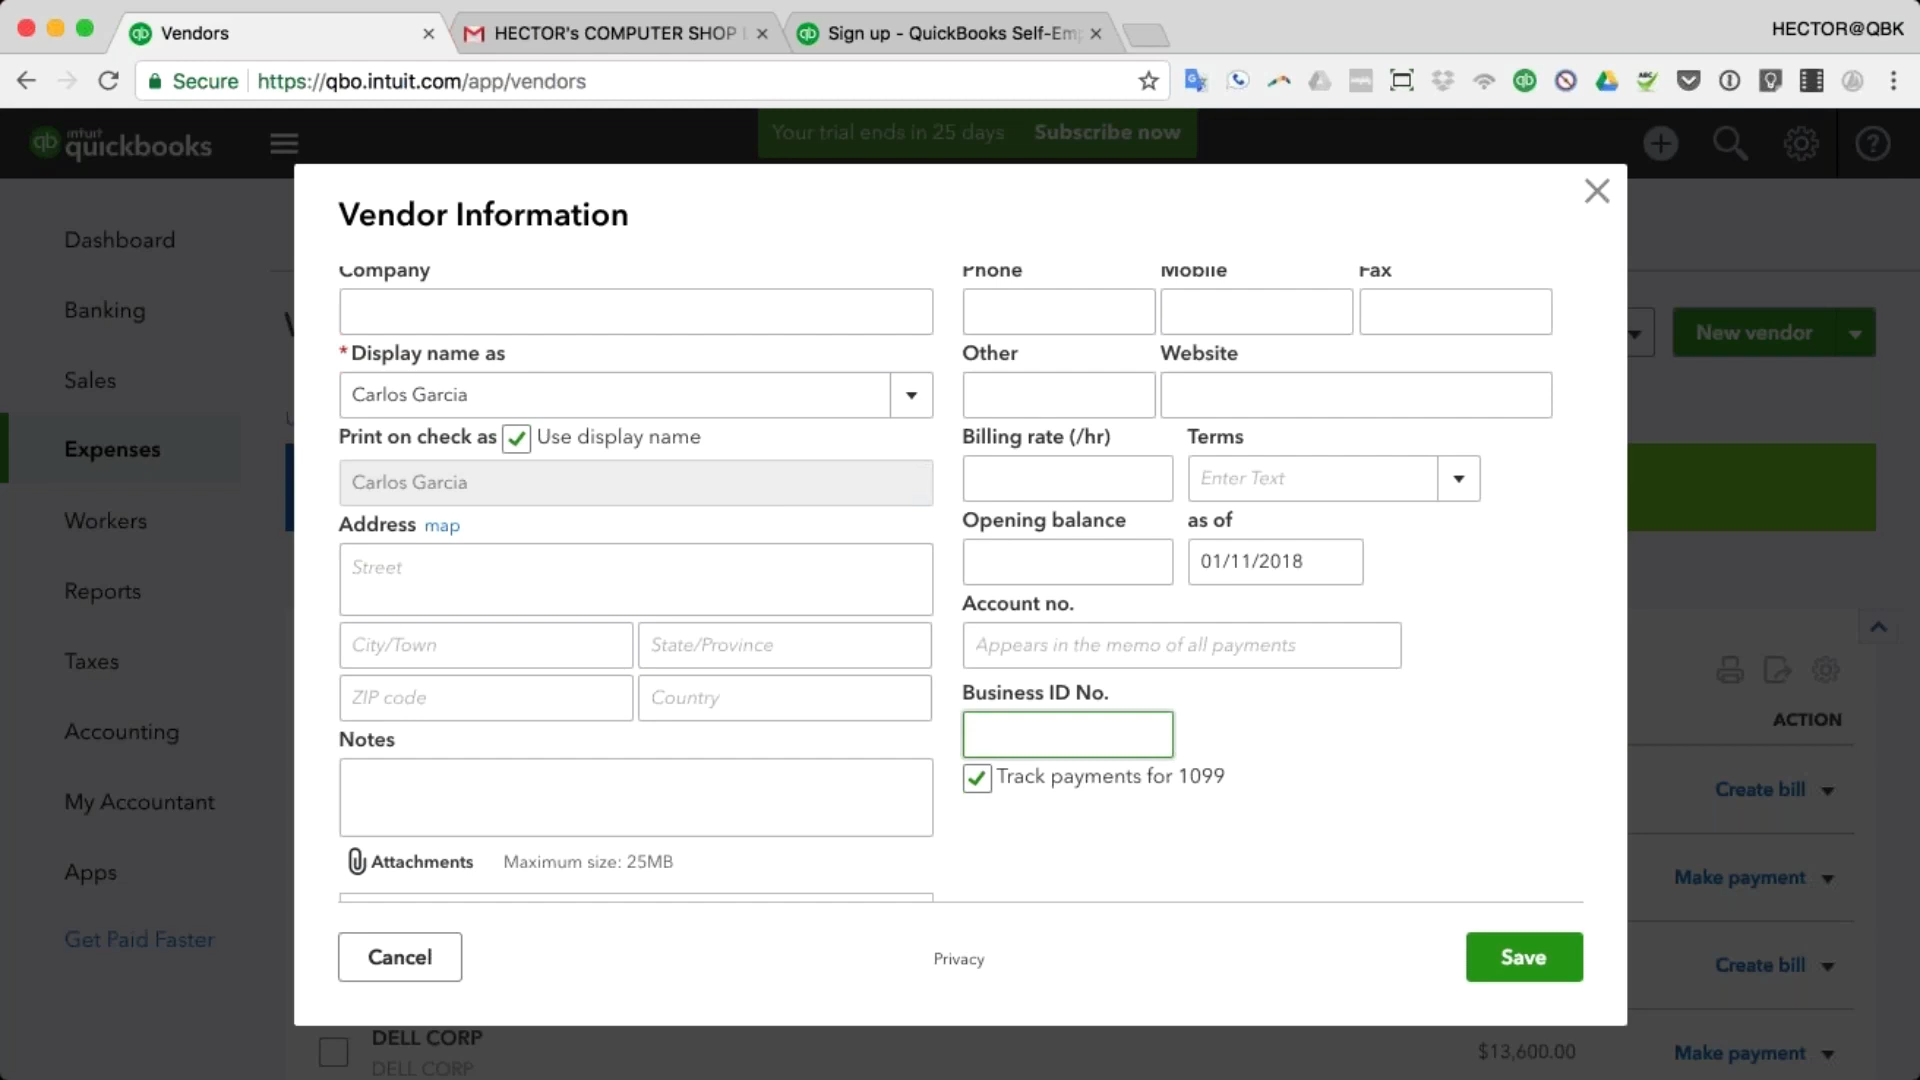 Vendors
HECTOR's COMPUTER SHOP
Sign up - QuickBooks Self-Em
HECTOR@QBK
Secure
https://qbo.intuit.com/app/vendors
intuit
quickbooks
Your trial ends in 25 days Subscribe now
Dashboard
Banking
Sales
Expenses
Workers
Reports
Taxes
Accounting
My Accountant
Apps
Get Paid Faster
Vendor Information
Company
Display name as
Carlos Garcia
Print on check as Use display name
Carlos Garcia
Address map
Street
City/Town State/Province
ZIP code Country
Notes
Attachments Maximum size: 25MB
Phone Mobile Fax
Other Website
Billing rate (/hr) Terms
Enter Text
Opening balance as of
01/11/2018
Account no.
Appears in the memo of all payments
Business ID No.
Track payments for 1099
Cancel
Privacy
Save
New vendor
ACTION
Create bill
Make payment
Create bill
DELL CORP
DELL CORP
$13,600.00
Make payment